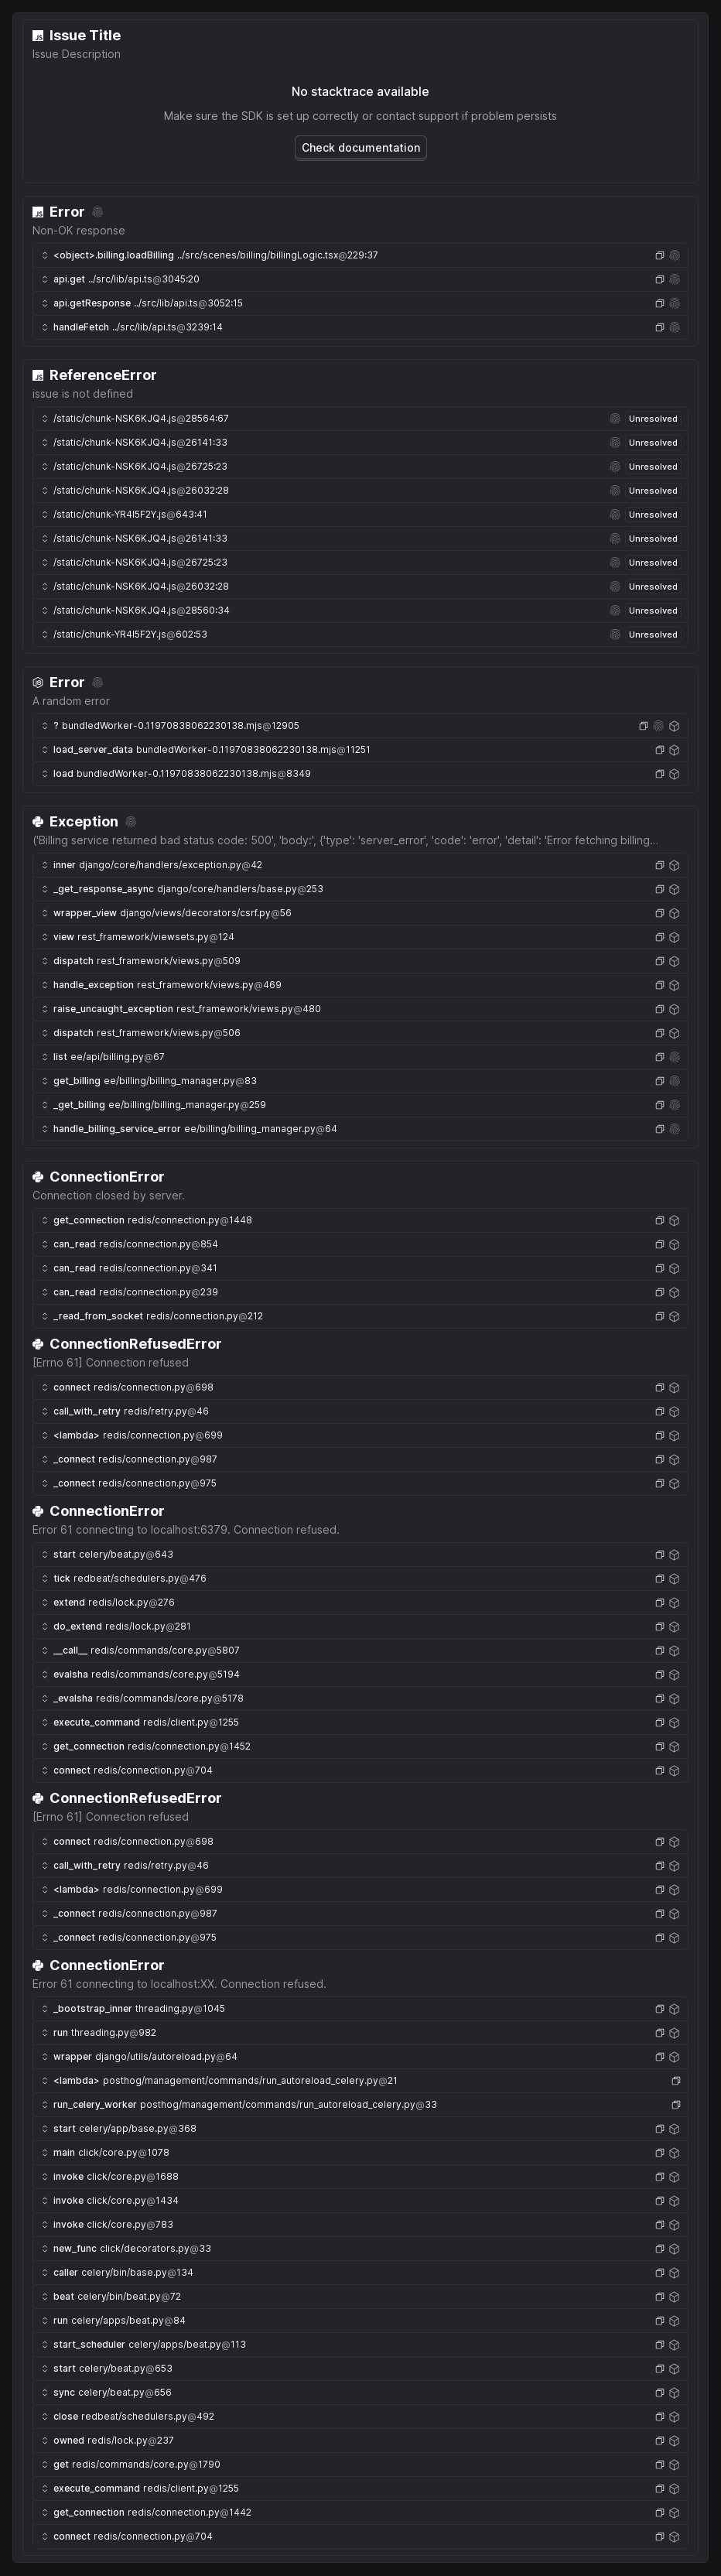 Issue Title
Issue Description
No stacktrace available
Make sure the SDK is set up correctly or contact support if problem persists
Check documentation
Error
Non-OK response
<object>.billing.loadBilling ../src/scenes/billing/billingLogic.tsx@229:37
api.get ../src/lib/api.ts@3045:20
api.getResponse ../src/lib/api.ts@3052:15
handleFetch ../src/lib/api.ts@3239:14
ReferenceError
issue is not defined
/static/chunk-NSK6KJQ4.js@28564:67 Unresolved
/static/chunk-NSK6KJQ4.js@26141:33 Unresolved
/static/chunk-NSK6KJQ4.js@26725:23 Unresolved
/static/chunk-NSK6KJQ4.js@26032:28 Unresolved
/static/chunk-YR4I5F2Y.js@643:41 Unresolved
/static/chunk-NSK6KJQ4.js@26141:33 Unresolved
/static/chunk-NSK6KJQ4.js@26725:23 Unresolved
/static/chunk-NSK6KJQ4.js@26032:28 Unresolved
/static/chunk-NSK6KJQ4.js@28560:34 Unresolved
/static/chunk-YR4I5F2Y.js@602:53 Unresolved
Error
A random error
? bundledWorker-0.11970838062230138.mjs@12905
load_server_data bundledWorker-0.11970838062230138.mjs@11251
load bundledWorker-0.11970838062230138.mjs@8349
Exception
('Billing service returned bad status code: 500', 'body:', {'type': 'server_error', 'code': 'error', 'detail': 'Error fetching billing...
inner django/core/handlers/exception.py@42
_get_response_async django/core/handlers/base.py@253
wrapper_view django/views/decorators/csrf.py@56
view rest_framework/viewsets.py@124
dispatch rest_framework/views.py@509
handle_exception rest_framework/views.py@469
raise_uncaught_exception rest_framework/views.py@480
dispatch rest_framework/views.py@506
list ee/api/billing.py@67
get_billing ee/billing/billing_manager.py@83
_get_billing ee/billing/billing_manager.py@259
handle_billing_service_error ee/billing/billing_manager.py@64
ConnectionError
Connection closed by server.
get_connection redis/connection.py@1448
can_read redis/connection.py@854
can_read redis/connection.py@341
can_read redis/connection.py@239
_read_from_socket redis/connection.py@212
ConnectionRefusedError
[Errno 61] Connection refused
connect redis/connection.py@698
call_with_retry redis/retry.py@46
<lambda> redis/connection.py@699
_connect redis/connection.py@987
_connect redis/connection.py@975
ConnectionError
Error 61 connecting to localhost:6379. Connection refused.
start celery/beat.py@643
tick redbeat/schedulers.py@476
extend redis/lock.py@276
do_extend redis/lock.py@281
__call__ redis/commands/core.py@5807
evalsha redis/commands/core.py@5194
_evalsha redis/commands/core.py@5178
execute_command redis/client.py@1255
get_connection redis/connection.py@1452
connect redis/connection.py@704
ConnectionRefusedError
[Errno 61] Connection refused
connect redis/connection.py@698
call_with_retry redis/retry.py@46
<lambda> redis/connection.py@699
_connect redis/connection.py@987
_connect redis/connection.py@975
ConnectionError
Error 61 connecting to localhost:XX. Connection refused.
_bootstrap_inner threading.py@1045
run threading.py@982
wrapper django/utils/autoreload.py@64
<lambda> posthog/management/commands/run_autoreload_celery.py@21
run_celery_worker posthog/management/commands/run_autoreload_celery.py@33
start celery/app/base.py@368
main click/core.py@1078
invoke click/core.py@1688
invoke click/core.py@1434
invoke click/core.py@783
new_func click/decorators.py@33
caller celery/bin/base.py@134
beat celery/bin/beat.py@72
run celery/apps/beat.py@84
start_scheduler celery/apps/beat.py@113
start celery/beat.py@653
sync celery/beat.py@656
close redbeat/schedulers.py@492
owned redis/lock.py@237
get redis/commands/core.py@1790
execute_command redis/client.py@1255
get_connection redis/connection.py@1442
connect redis/connection.py@704